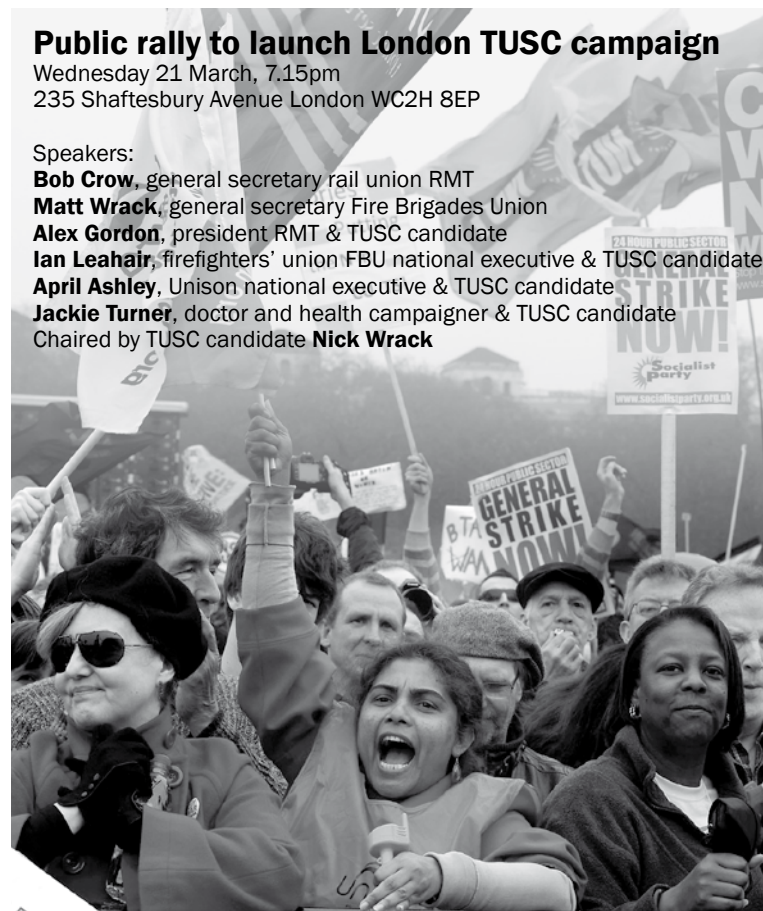 Public rally to launch London TUSC campaign
Wednesday 21 March, 7.15pm
235 Shaftesbury Avenue London WC2H 8EP
Speakers:
Bob Crow, general secretary rail union RMT
Matt Wrack, general secretary Fire Brigades Union
Alex Gordon, president RMT & TUSC candidate
Ian Leahair, firefighters' union FBU national executive & TUSC candidate
April Ashley, Unison national executive & TUSC candidate
Jackie Turner, doctor and health campaigner & TUSC candidate
Chaired by TUSC candidate Nick Wrack
24 HOUR PUBLIC SECTOR
GENERAL
STRIKE
NOW!
Socialist
Party
www.socialistparty.org.uk
24 HOUR PUBLIC SECTOR
GENERAL
STRIKE
NOW!